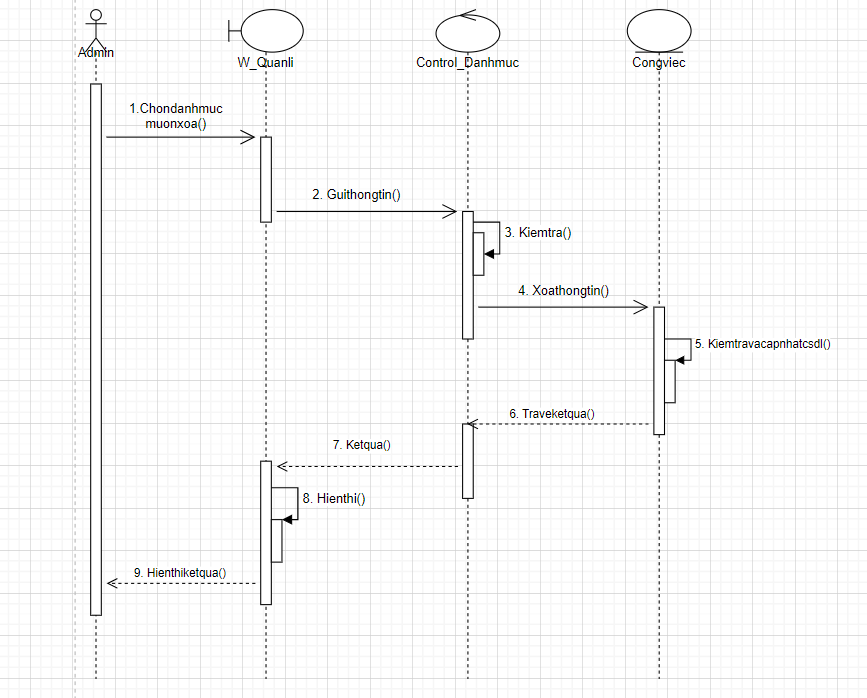 Admin
W_Quanli
Control_Danhmuc
Congviec
1.Chondanhmuc
muonxoa()
2. Guithongtin()
3. Kiemtra()
4. Xoathongtin()
5. Kiemtravacapnhatcsdl()
6. Traveketqua()
7. Ketqua()
8. Hienthi()
9. Hienthiketqua()